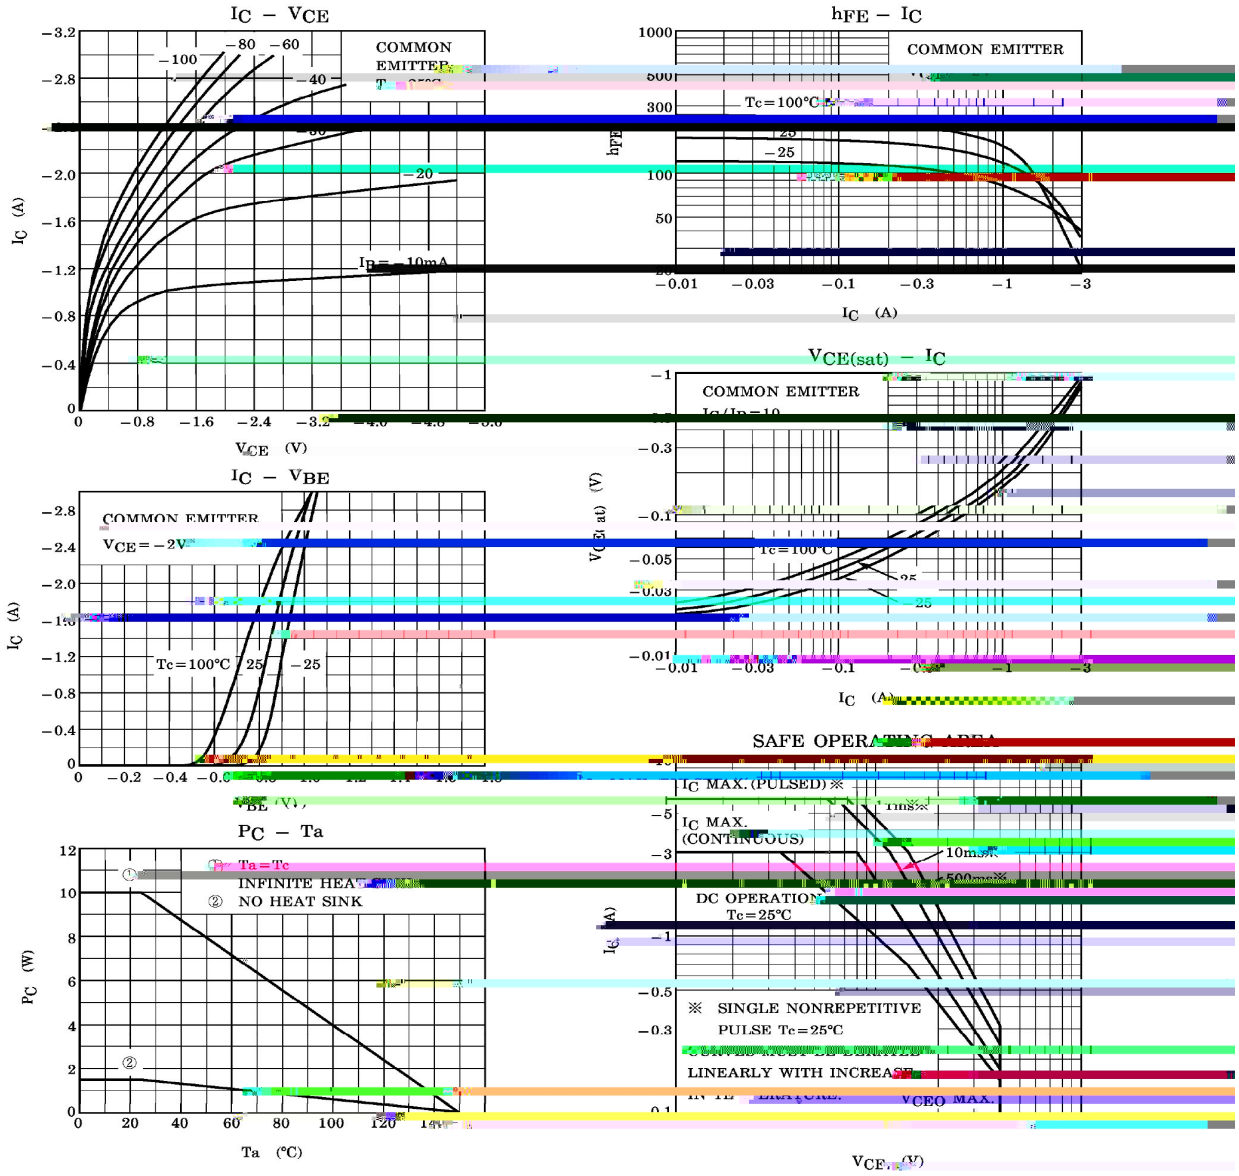 IC – VCE
−3.2
−2.8
−2.0
−1.6
−1.2
−0.8
−0.4
0
IC (A)
−100
−80
−60
−40
−20
COMMON
EMITTER
IB=−10mA
0
−0.8
−1.6
−2.4
−3.2
VCE (V)
hFE – IC
1000
500
300
100
50
hFE
COMMON EMITTER
Tc=100℃
25
−25
−0.01
−0.03
−0.1
−0.3
−1
−3
IC (A)
VCE(sat) – IC
−1
−0.3
−0.1
−0.05
−0.03
−0.01
COMMON EMITTER
Tc=100℃
25
−25
−0.01
−0.03
−0.1
−1
−3
IC (A)
IC – VBE
−2.8
−2.4
−2.0
−1.2
−0.8
−0.4
0
IC (A)
COMMON EMITTER
VCE=−2V
Tc=100℃
25
−25
0
−0.2
−0.4
VBE (V)
PC – Ta
12
10
8
6
4
2
0
PC (W)
①
Ta=Tc
INFINITE HEAT
② NO HEAT SINK
②
0
20
40
60
80
100
120
Ta (℃)
SAFE OPERATING AREA
IC MAX.(PULSED)※
IC MAX.
(CONTINUOUS)
1ms※
10ms※
500ms※
DC OPERATION
Tc=25℃
−5
−3
−1
−0.5
−0.3
※ SINGLE NONREPETITIVE
PULSE Tc=25℃
LINEARLY WITH INCREASE
VCEO MAX.
VCE (V)